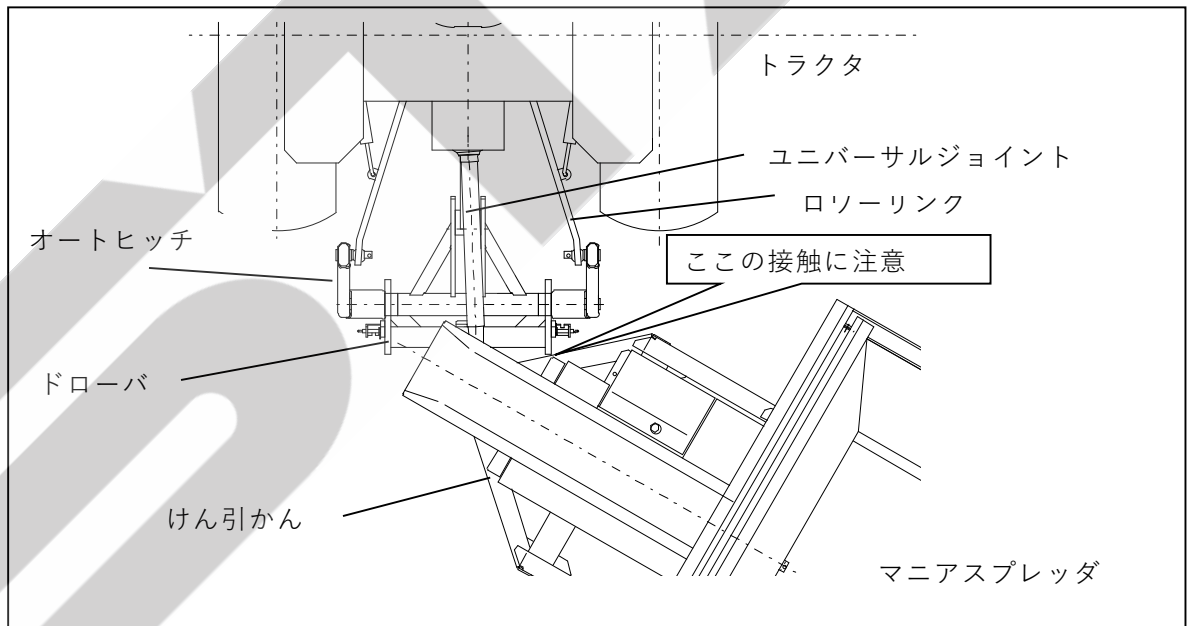 トラクタ
ユニバーサルジョイント
ロワーリンク
オートヒッチ
ここの接触に注意
ドローバ
けん引かん
マニアスプレッダ